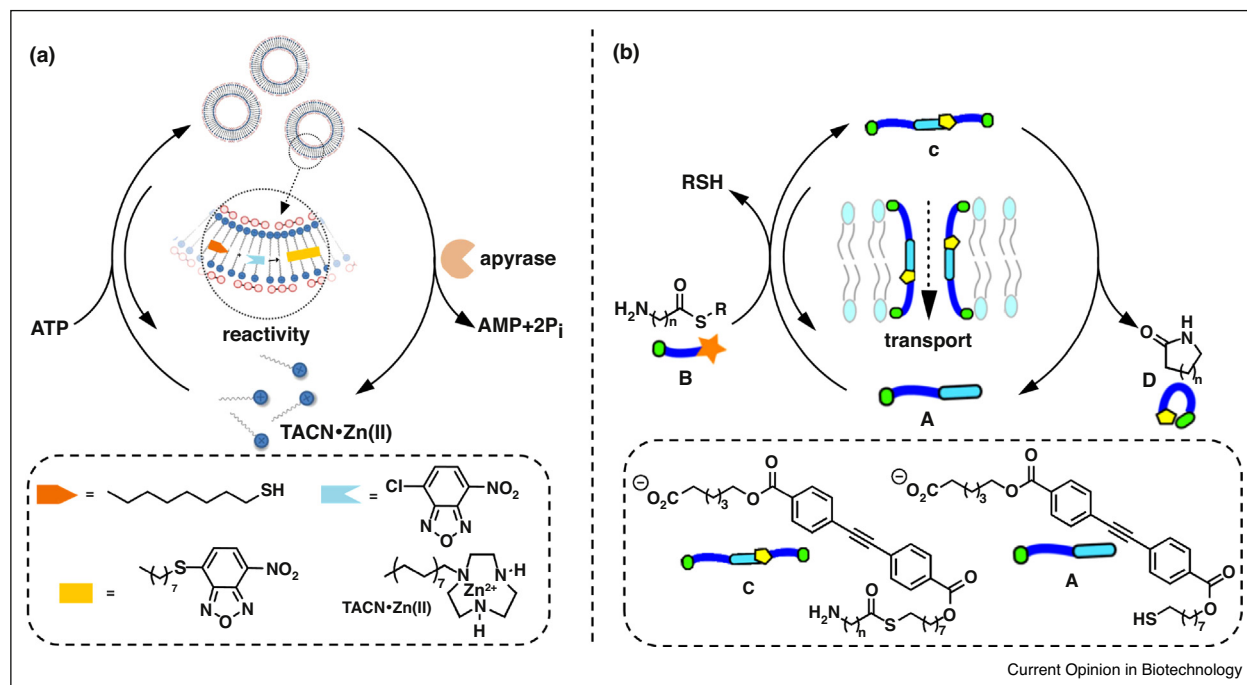 (a)
ATP
reactivity
apyrase
AMP+2Pi
TACN•Zn(II)
= SH
= Cl NO2
N N
O
= S NO2
7
N N
O
7 N N H
Zn2+
TACN•Zn(II) N
H
(b)
c
RSH
H2N O
n S R
B
transport
A
O H
N
n
D
⊖ O2C 3 O O
C
H2N O
n S 7 O O
⊖ O2C 3 O O
A
HS 7 O O
Current Opinion in Biotechnology